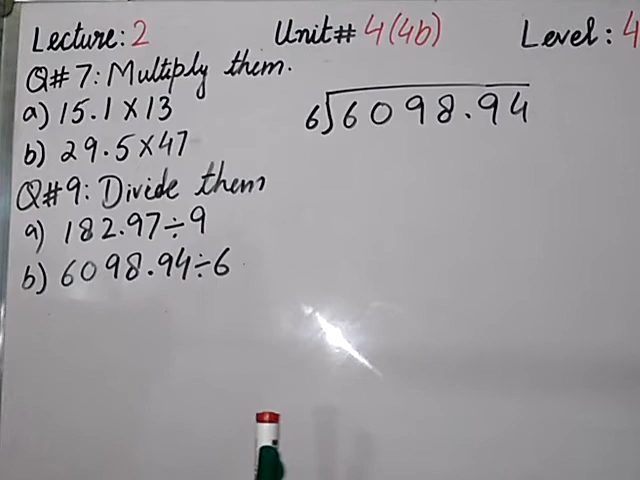 Lecture: 2 Unit# 4(4b) Level: 4
Q#7: Multiply them.
a) 15.1×13
b) 29.5×47
Q#9: Divide them
a) 182.97÷9
b) 6098.94÷6
6)6098.94